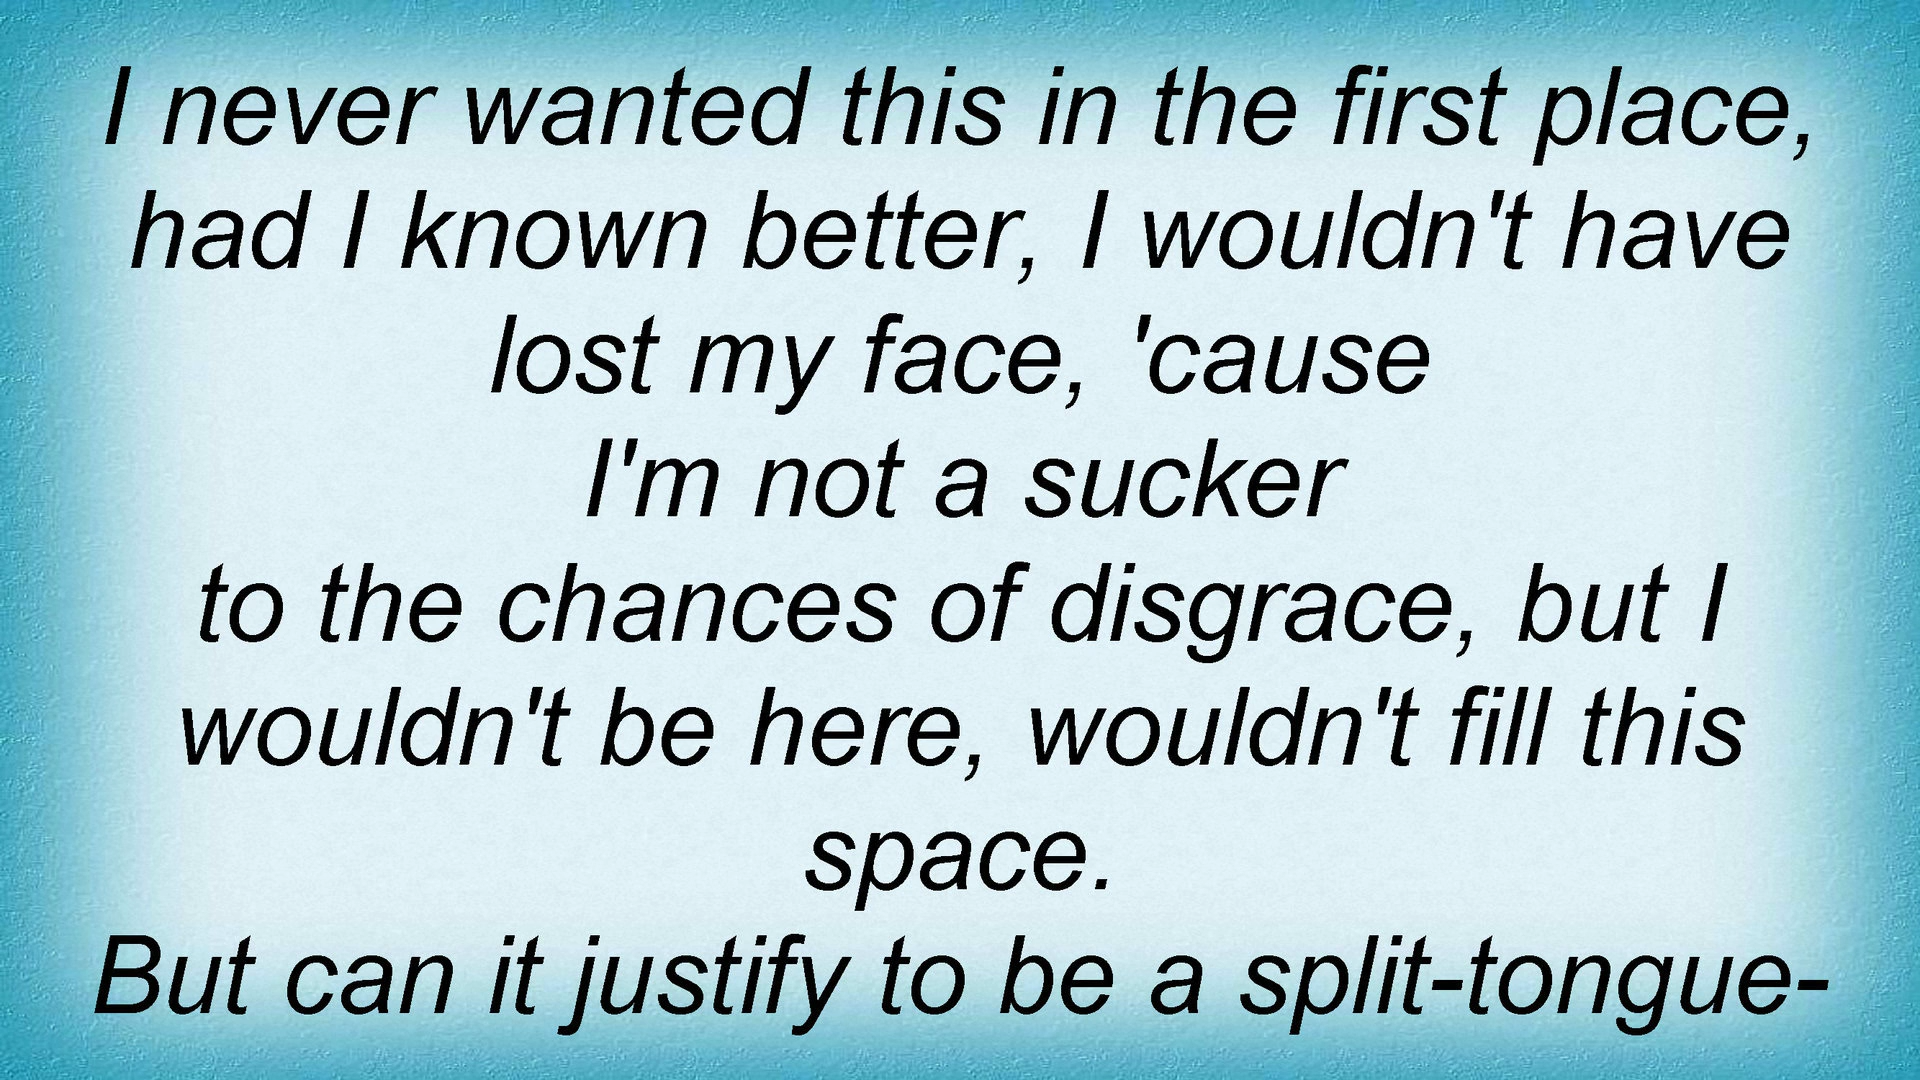 I never wanted this in the first place,
had I known better, I wouldn't have
lost my face, 'cause
I'm not a sucker
to the chances of disgrace, but I
wouldn't be here, wouldn't fill this
space.
But can it justify to be a split-tongue-